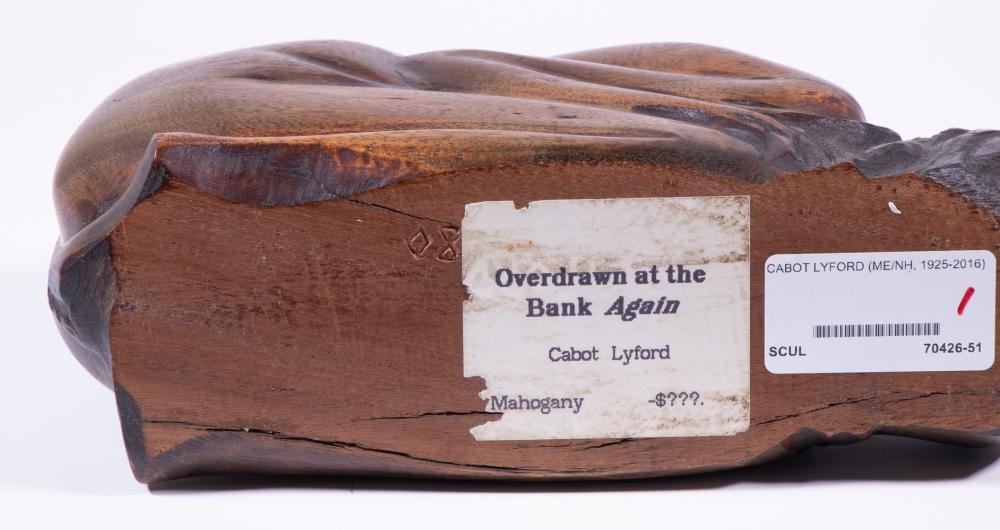 Overdrawn at the
Bank Again
Cabot Lyford
Mahogany -$???.
CABOT LYFORD (ME/NH, 1925-2016)
SCUL 70426-51